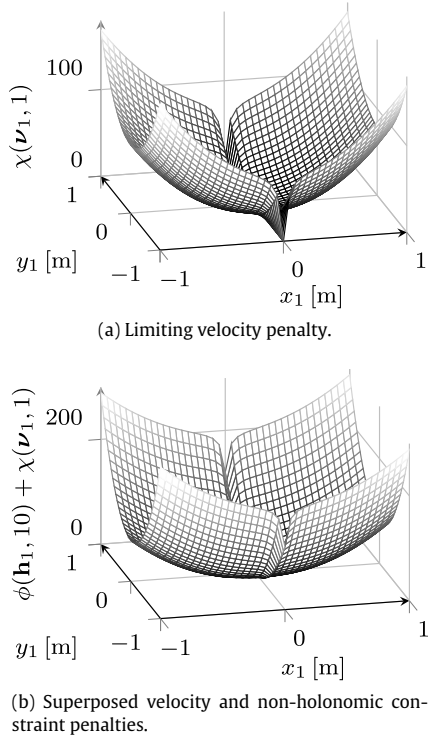 χ(ν₁, 1)
100
0
1
0
−1
y₁ [m]
−1
0
1
x₁ [m]
(a) Limiting velocity penalty.
ϕ(h₁, 10) + χ(ν₁, 1)
200
0
1
0
−1
y₁ [m]
−1
0
1
x₁ [m]
(b) Superposed velocity and non-holonomic con-
straint penalties.